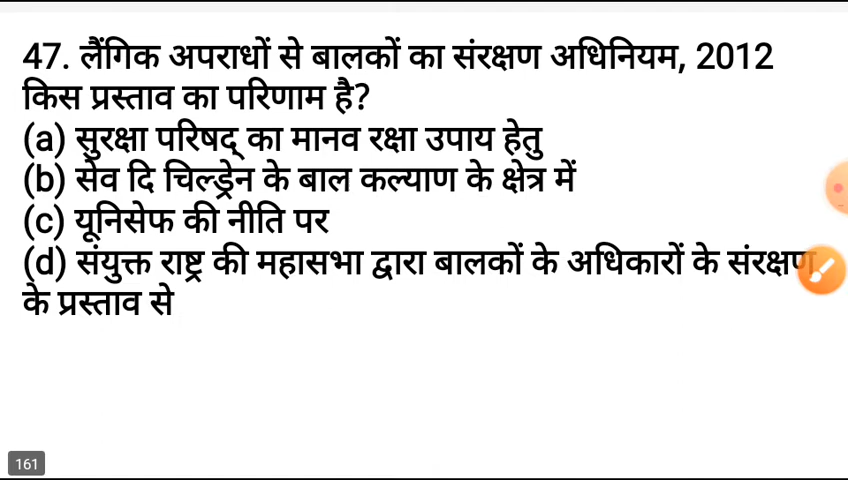 47. लैंगिक अपराधों से बालकों का संरक्षण अधिनियम, 2012
किस प्रस्ताव का परिणाम है?
(a) सुरक्षा परिषद् का मानव रक्षा उपाय हेतु
(b) सेव दि चिल्ड्रेन के बाल कल्याण के क्षेत्र में
(c) यूनिसेफ की नीति पर
(d) संयुक्त राष्ट्र की महासभा द्वारा बालकों के अधिकारों के संरक्षण
के प्रस्ताव से
161